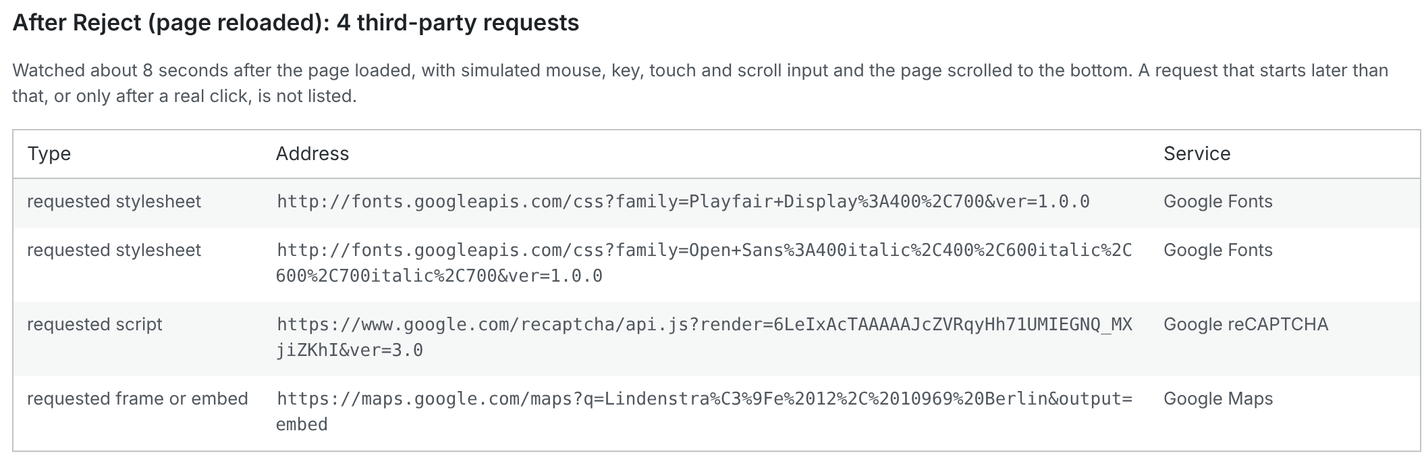 After Reject (page reloaded): 4 third-party requests
Watched about 8 seconds after the page loaded, with simulated mouse, key, touch and scroll input and the page scrolled to the bottom. A request that starts later than
that, or only after a real click, is not listed.
Type Address Service
requested stylesheet http://fonts.googleapis.com/css?family=Playfair+Display%3A400%2C700&ver=1.0.0 Google Fonts
requested stylesheet http://fonts.googleapis.com/css?family=Open+Sans%3A400italic%2C400%2C600italic%2C Google Fonts
600%2C700italic%2C700&ver=1.0.0
requested script https://www.google.com/recaptcha/api.js?render=6LeIxAcTAAAAAJcZVRqyHh71UMIEGNQ_MX Google reCAPTCHA
jiZKhI&ver=3.0
requested frame or embed https://maps.google.com/maps?q=Lindenstra%C3%9Fe%2012%2C%2010969%20Berlin&output= Google Maps
embed